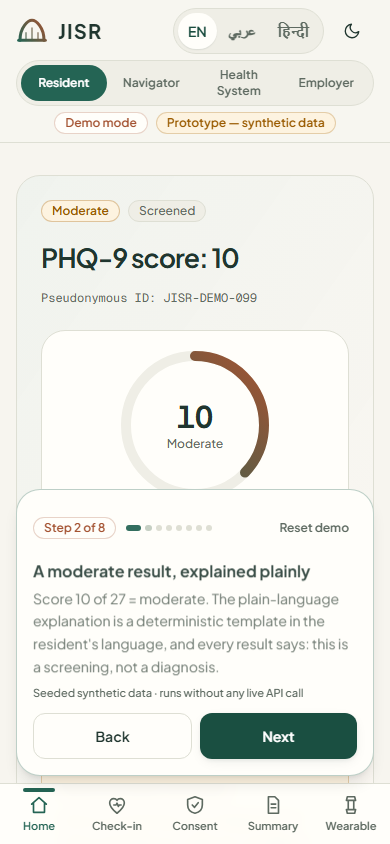 JISR
EN
عربي
हिन्दी
Resident
Navigator
Health
System
Employer
Demo mode
Prototype — synthetic data
Moderate
Screened
PHQ-9 score: 10
Pseudonymous ID: JISR-DEMO-099
10
Moderate
Step 2 of 8
Reset demo
A moderate result, explained plainly
Score 10 of 27 = moderate. The plain-language
explanation is a deterministic template in the
resident's language, and every result says: this is
a screening, not a diagnosis.
Seeded synthetic data · runs without any live API call
Back
Next
Home
Check-in
Consent
Summary
Wearable